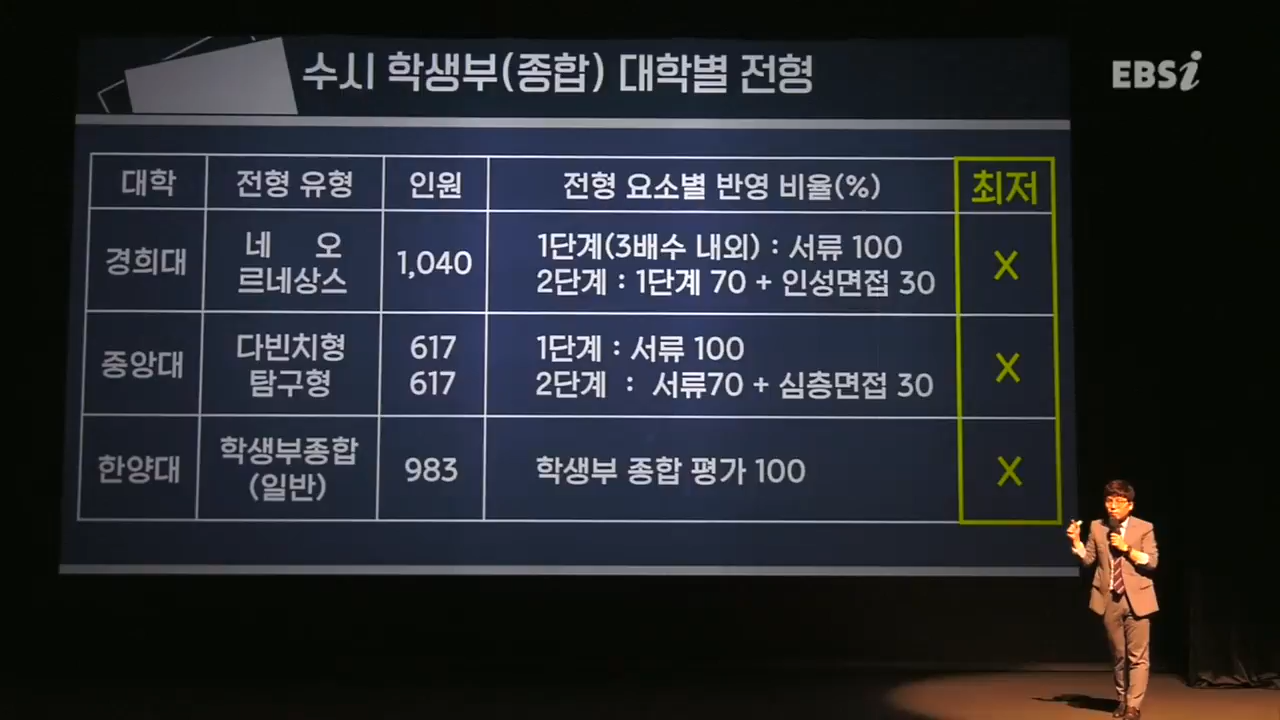 수시 학생부(종합) 대학별 전형
EBSi
대학 전형 유형 인원 전형 요소별 반영 비율(%) 최저
경희대 네 오 르네상스 1,040 1단계(3배수 내외) : 서류 100
2단계 : 1단계 70 + 인성면접 30 X
중앙대 다빈치형 617 1단계 : 서류 100
탐구형 617 2단계 : 서류70 + 심층면접 30 X
한양대 학생부종합 (일반) 983 학생부 종합 평가 100 X